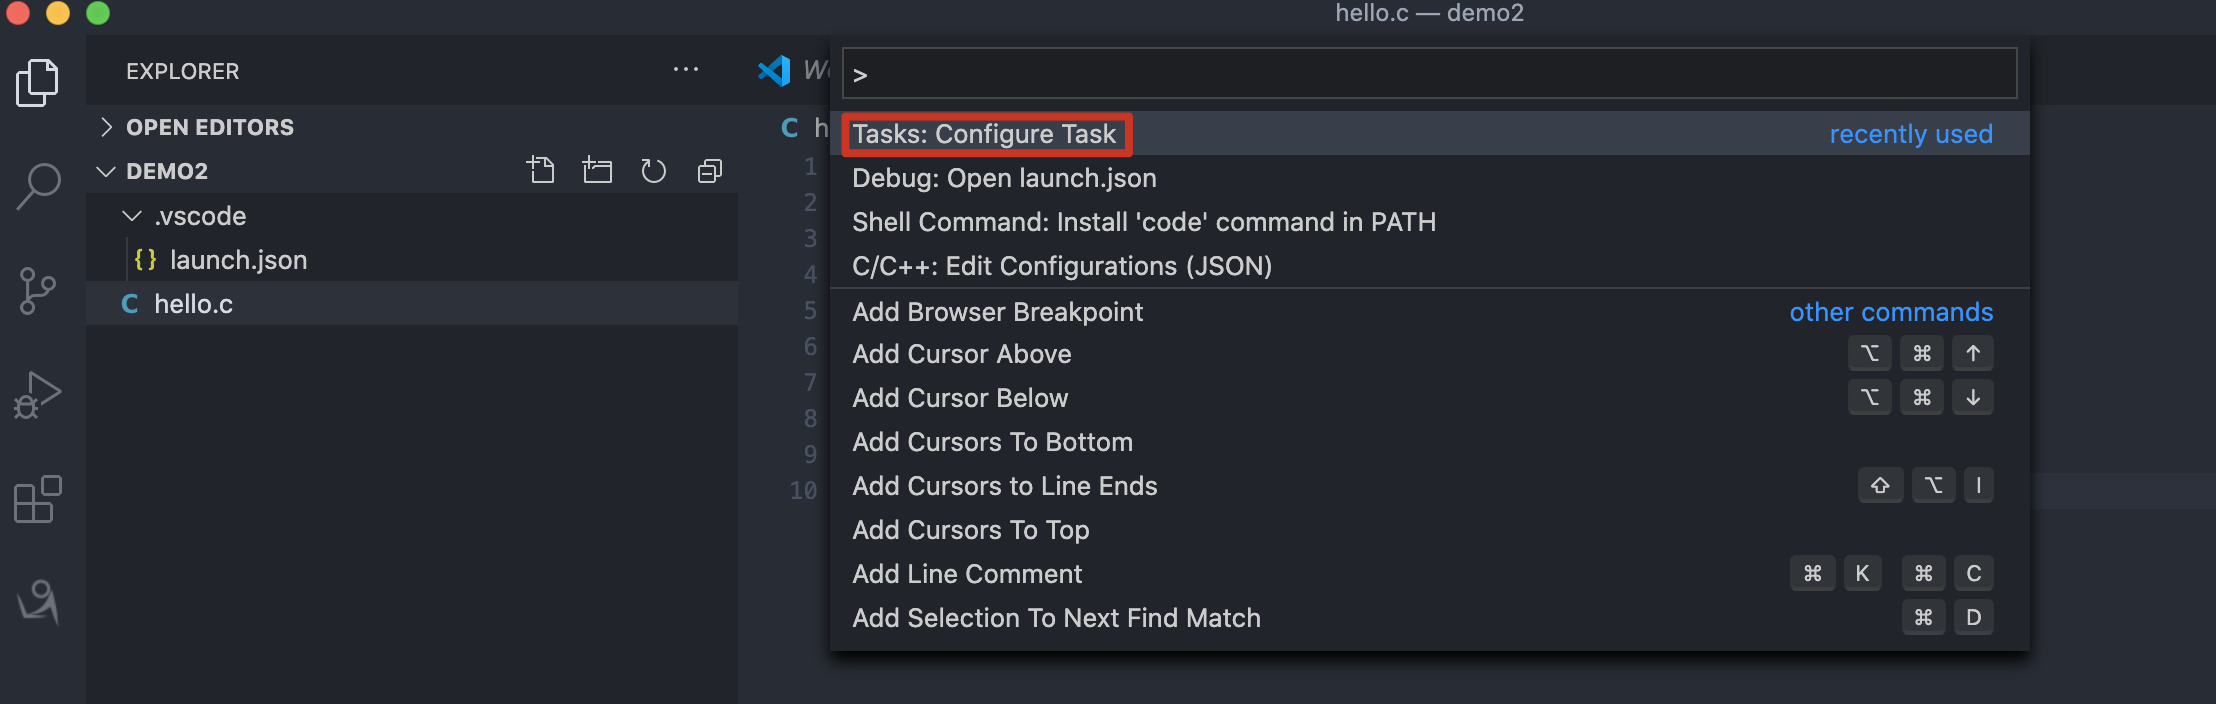 hello.c — demo2
EXPLORER
OPEN EDITORS
DEMO2
.vscode
{} launch.json
C hello.c
C h
1
2
3
4
5
6
7
8
9
10
>
Tasks: Configure Task recently used
Debug: Open launch.json
Shell Command: Install 'code' command in PATH
C/C++: Edit Configurations (JSON)
Add Browser Breakpoint other commands
Add Cursor Above ⌥ ⌘ ↑
Add Cursor Below ⌥ ⌘ ↓
Add Cursors To Bottom
Add Cursors to Line Ends ⇧ ⌥ I
Add Cursors To Top
Add Line Comment ⌘ K ⌘ C
Add Selection To Next Find Match ⌘ D